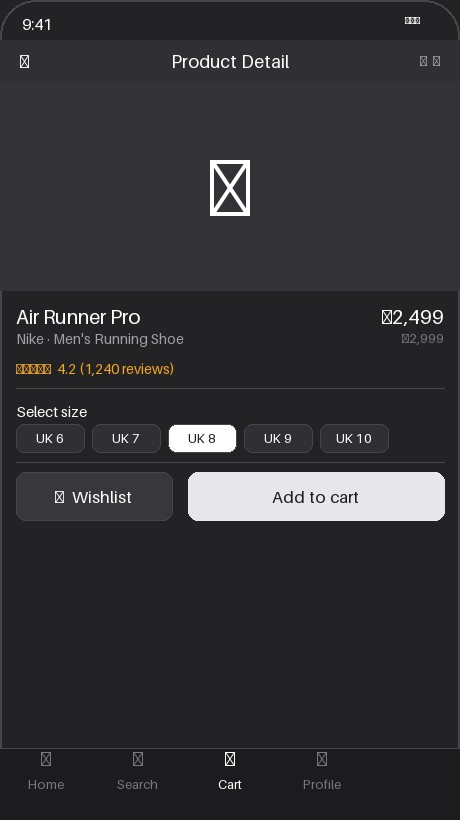 9:41
Product Detail
Air Runner Pro
2,499
Nike · Men's Running Shoe
2,999
4.2 (1,240 reviews)
Select size
UK 6
UK 7
UK 8
UK 9
UK 10
Wishlist
Add to cart
Home
Search
Cart
Profile